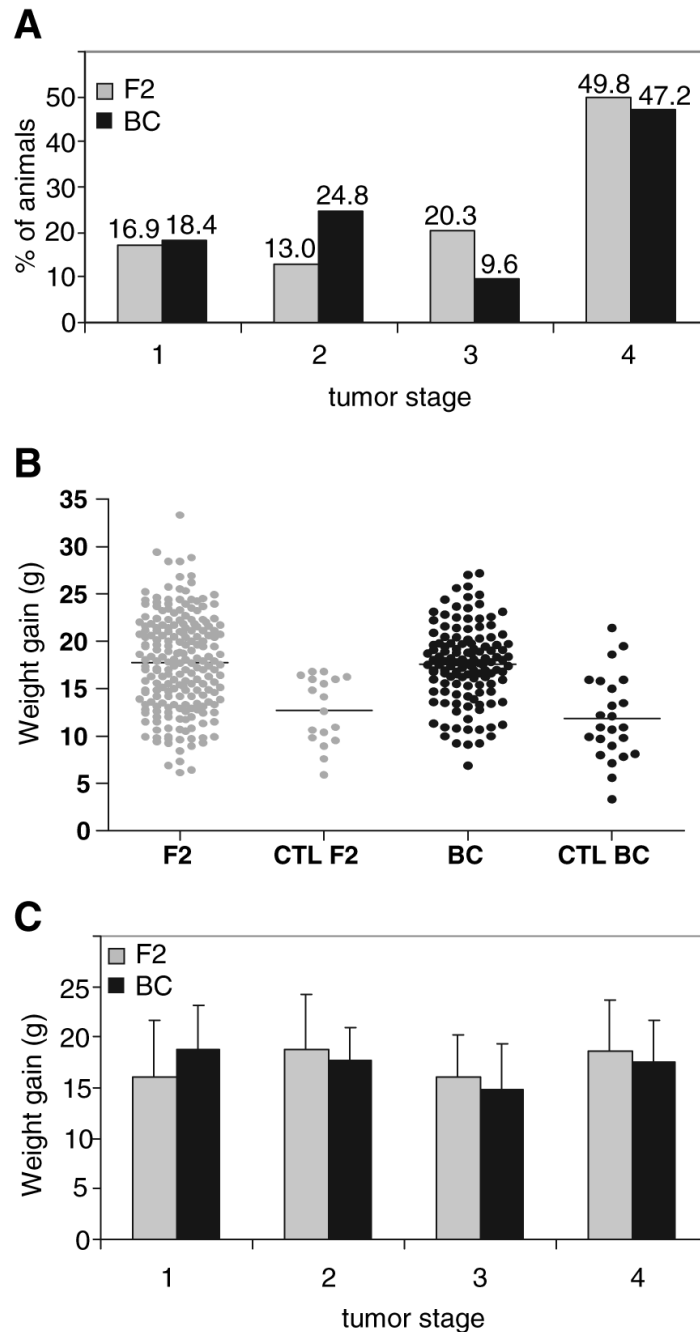 A
F2
BC
% of animals
50
40
30
20
10
0
16.9 18.4
13.0 24.8
20.3 9.6
49.8 47.2
1 2 3 4
tumor stage
B
Weight gain (g)
35
30
25
20
15
10
5
0
F2 CTL F2 BC CTL BC
C
F2
BC
Weight gain (g)
25
20
15
10
5
0
1 2 3 4
tumor stage